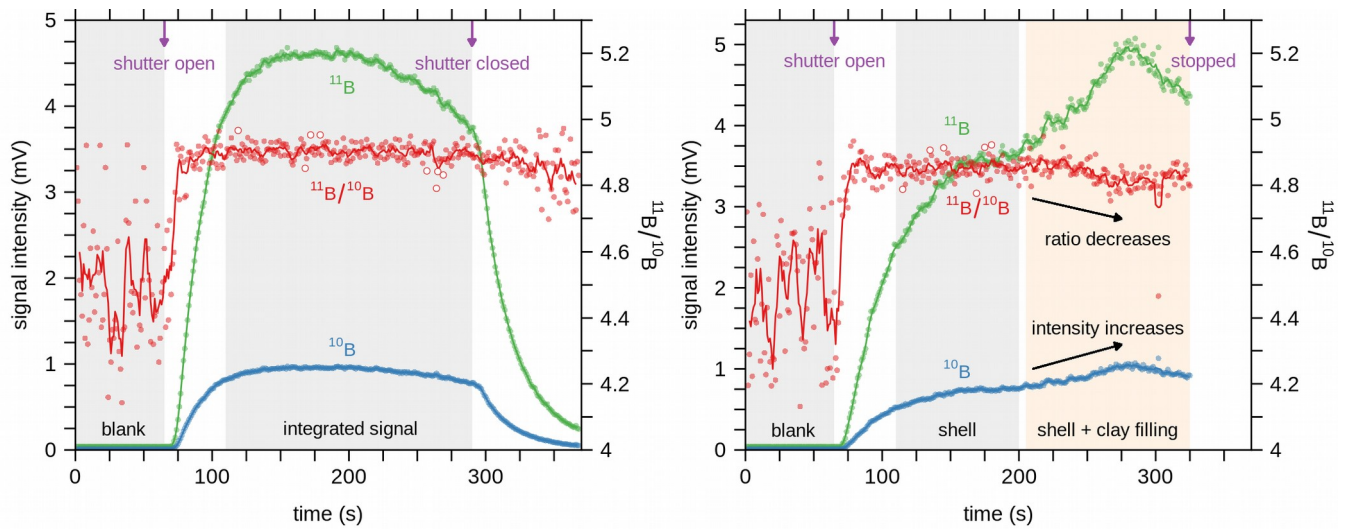 shutter open
shutter closed
¹¹B
¹¹B/¹⁰B
¹⁰B
blank
integrated signal
signal intensity (mV)
0
1
2
3
4
5
¹¹B/¹⁰B
4
4.2
4.4
4.6
4.8
5
5.2
0
100
200
300
time (s)
shutter open
stopped
¹¹B
¹¹B/¹⁰B
ratio decreases
intensity increases
¹⁰B
blank
shell
shell + clay filling
signal intensity (mV)
0
1
2
3
4
5
¹¹B/¹⁰B
4
4.2
4.4
4.6
4.8
5
5.2
0
100
200
300
time (s)